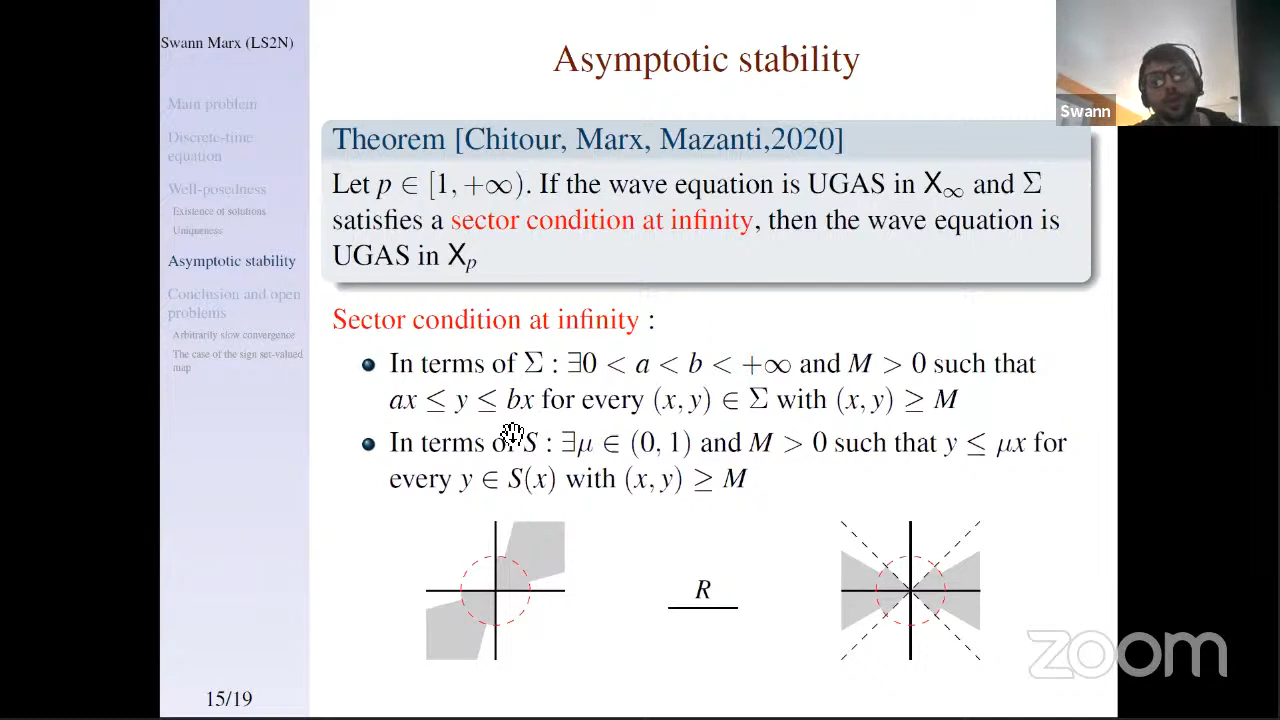 Swann Marx (LS2N)
Main problem
Discrete-time
equation
Well-posedness
Existence of solutions
Uniqueness
Asymptotic stability
Conclusion and open
problems
Arbitrarily slow convergence
The case of the sign set-valued
map
15/19
Asymptotic stability
Theorem [Chitour, Marx, Mazanti,2020]
Let p ∈ [1, +∞). If the wave equation is UGAS in X∞ and Σ
satisfies a sector condition at infinity, then the wave equation is
UGAS in Xp
Sector condition at infinity :
In terms of Σ : ∃0 < a < b < +∞ and M > 0 such that
ax ≤ y ≤ bx for every (x, y) ∈ Σ with (x, y) ≥ M
In terms of S : ∃μ ∈ (0, 1) and M > 0 such that y ≤ μx for
every y ∈ S(x) with (x, y) ≥ M
R
Swann
zoom